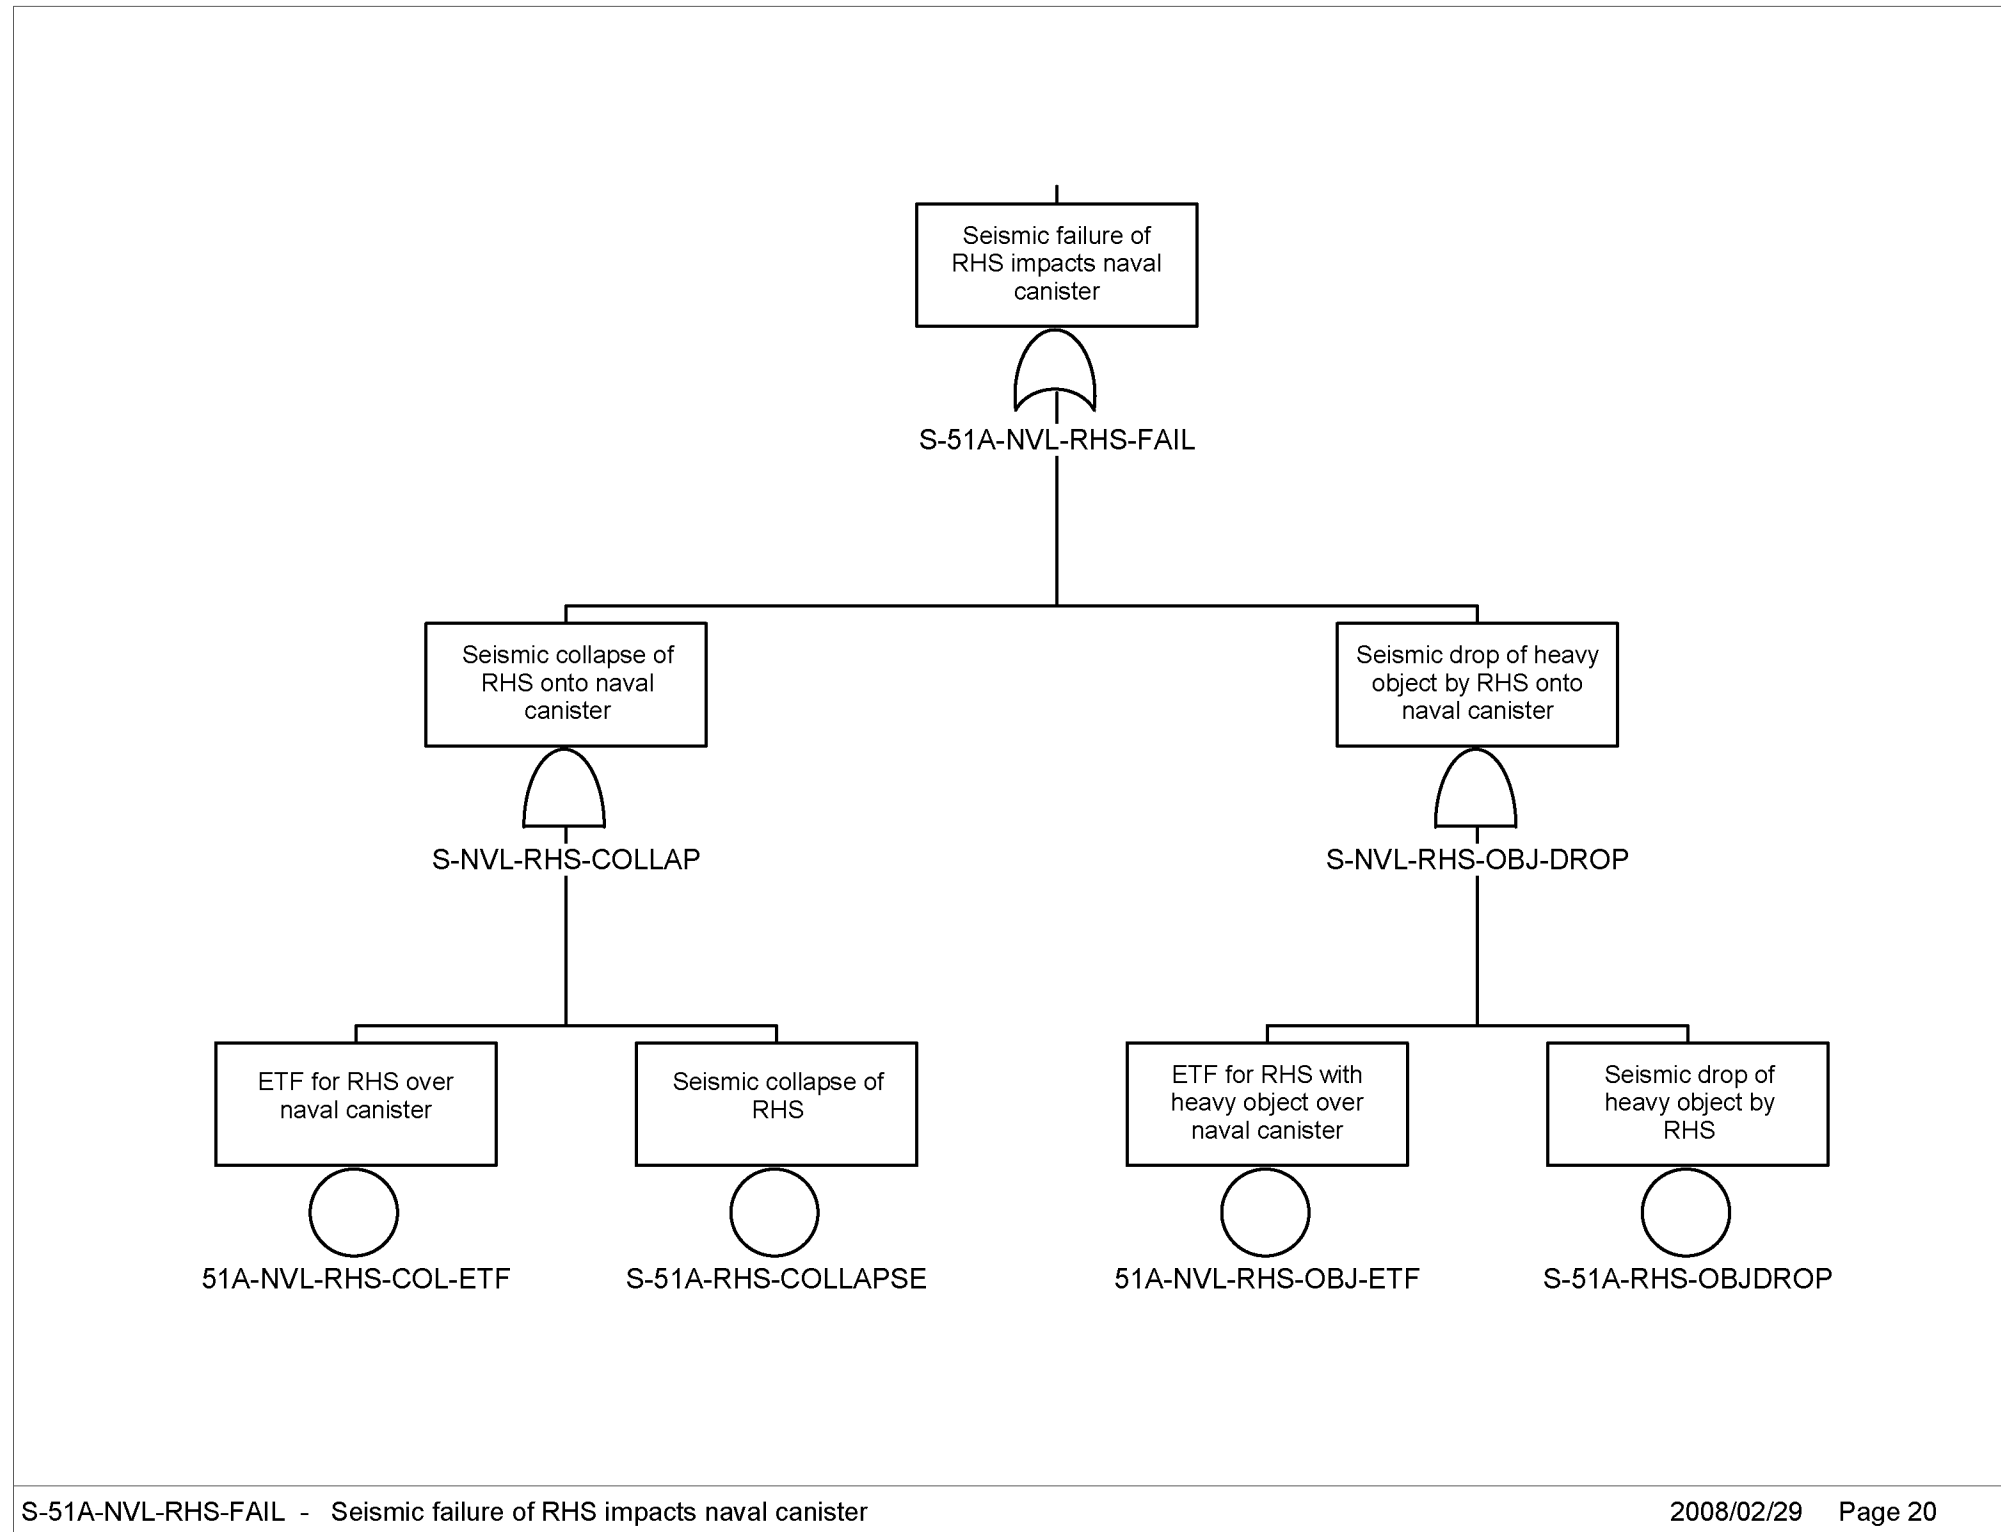 Seismic failure of
RHS impacts naval
canister
S-51A-NVL-RHS-FAIL
Seismic collapse of
RHS onto naval
canister
S-NVL-RHS-COLLAP
Seismic drop of heavy
object by RHS onto
naval canister
S-NVL-RHS-OBJ-DROP
ETF for RHS over
naval canister
51A-NVL-RHS-COL-ETF
Seismic collapse of
RHS
S-51A-RHS-COLLAPSE
ETF for RHS with
heavy object over
naval canister
51A-NVL-RHS-OBJ-ETF
Seismic drop of
heavy object by
RHS
S-51A-RHS-OBJDROP
S-51A-NVL-RHS-FAIL - Seismic failure of RHS impacts naval canister 2008/02/29 Page 20